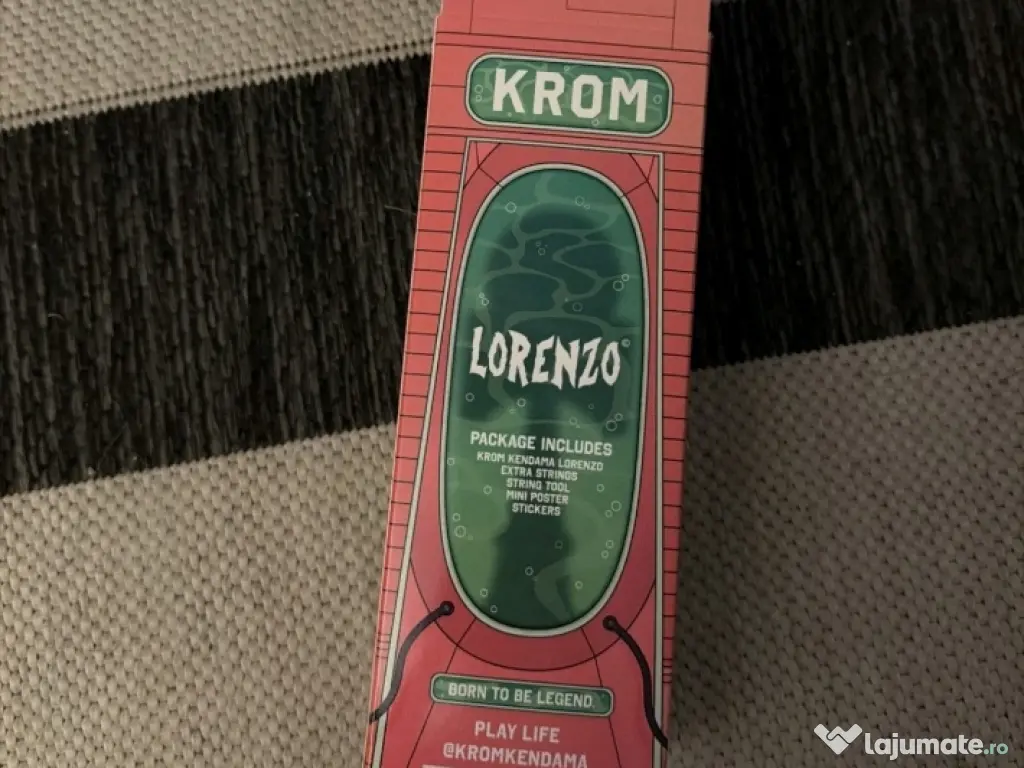 KROM
LORENZO©
PACKAGE INCLUDES
KROM KENDAMA LORENZO
EXTRA STRINGS
STRING TOOL
MINI POSTER
STICKERS
BORN TO BE LEGEND
PLAY LIFE
@KROMKENDAMA
lajumate.ro